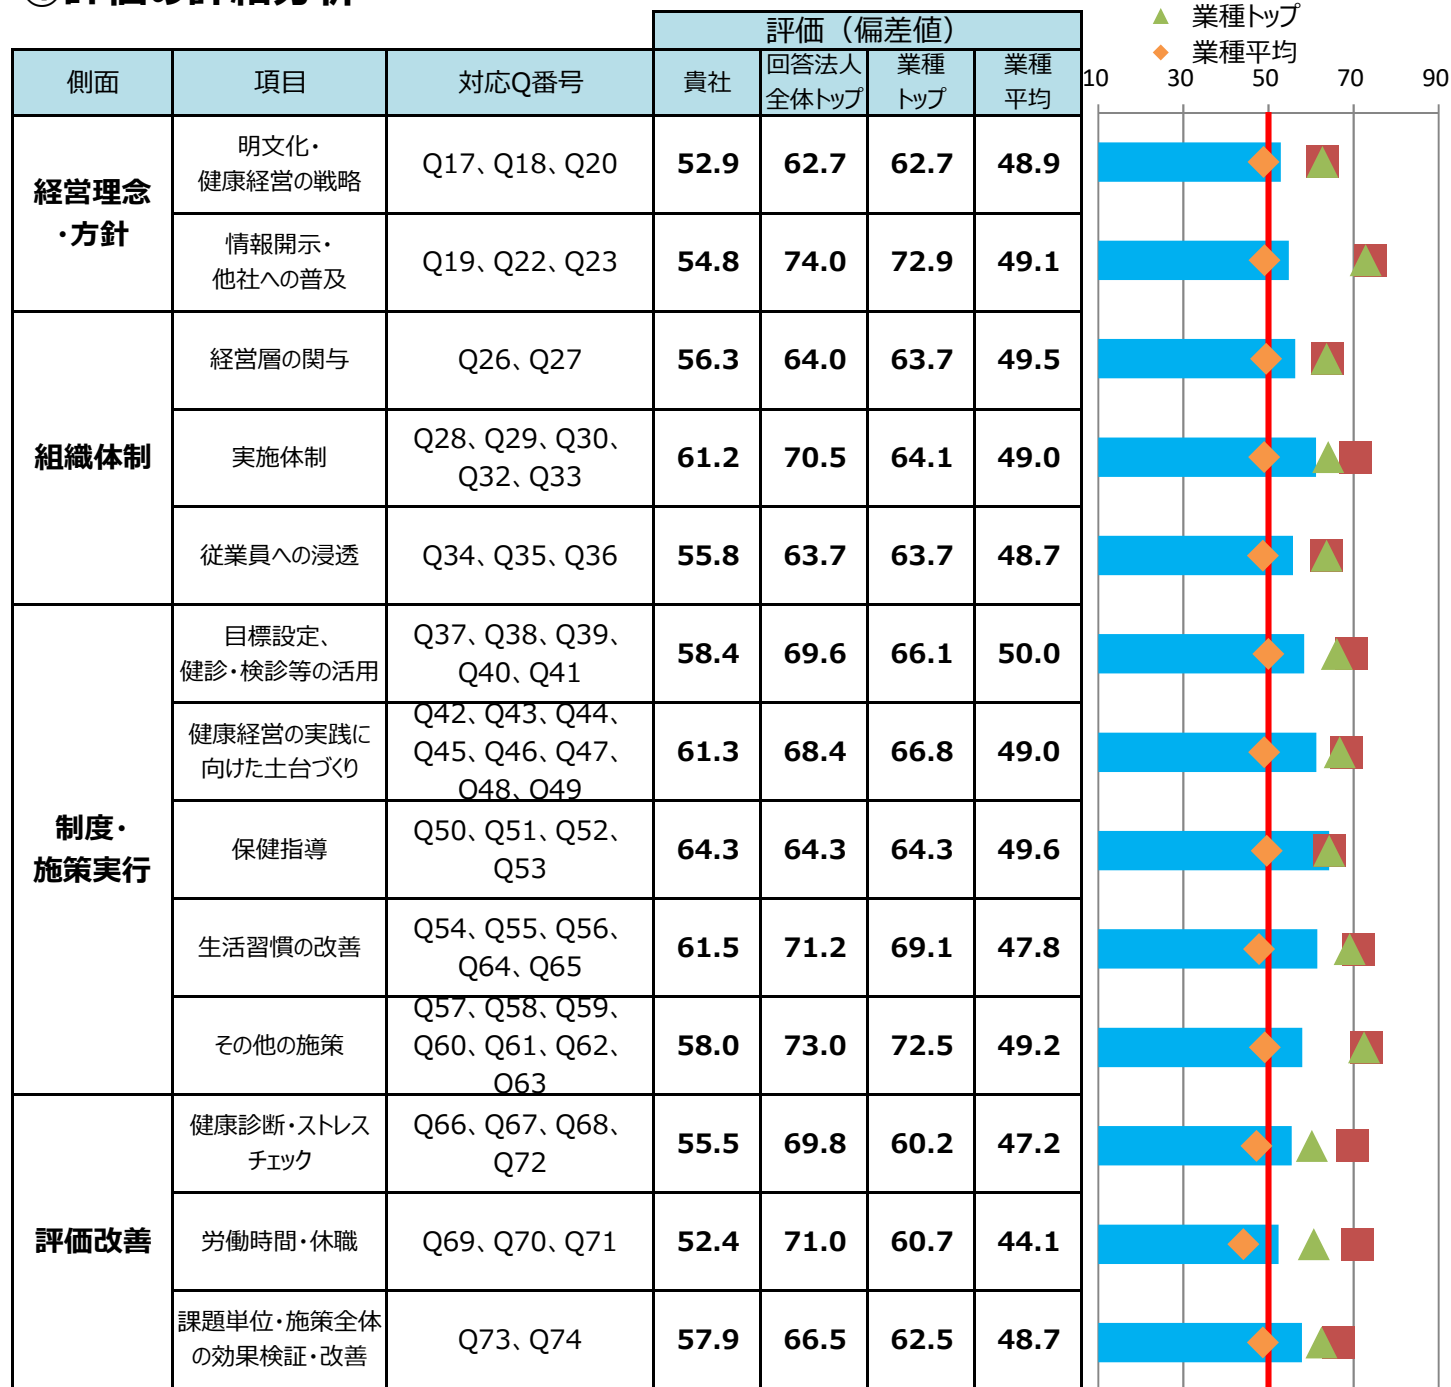 評価（偏差値）
▲ 業種トップ
◆ 業種平均
側面 項目 対応Q番号 貴社 回答法人 業種 業種
全体トップ トップ 平均
10 30 50 70 90
経営理念
・方針
明文化・
健康経営の戦略
Q17、Q18、Q20
52.9 62.7 62.7 48.9
情報開示・
他社への普及
Q19、Q22、Q23
54.8 74.0 72.9 49.1
組織体制
経営層の関与
Q26、Q27
56.3 64.0 63.7 49.5
実施体制
Q28、Q29、Q30、
Q32、Q33
61.2 70.5 64.1 49.0
従業員への浸透
Q34、Q35、Q36
55.8 63.7 63.7 48.7
制度・
施策実行
目標設定、
健診・検診等の活用
Q37、Q38、Q39、
Q40、Q41
58.4 69.6 66.1 50.0
健康経営の実践に
向けた土台づくり
Q42、Q43、Q44、
Q45、Q46、Q47、
Q48、Q49
61.3 68.4 66.8 49.0
保健指導
Q50、Q51、Q52、
Q53
64.3 64.3 64.3 49.6
生活習慣の改善
Q54、Q55、Q56、
Q64、Q65
61.5 71.2 69.1 47.8
その他の施策
Q57、Q58、Q59、
Q60、Q61、Q62、
Q63
58.0 73.0 72.5 49.2
評価改善
健康診断・ストレス
チェック
Q66、Q67、Q68、
Q72
55.5 69.8 60.2 47.2
労働時間・休職
Q69、Q70、Q71
52.4 71.0 60.7 44.1
課題単位・施策全体
の効果検証・改善
Q73、Q74
57.9 66.5 62.5 48.7